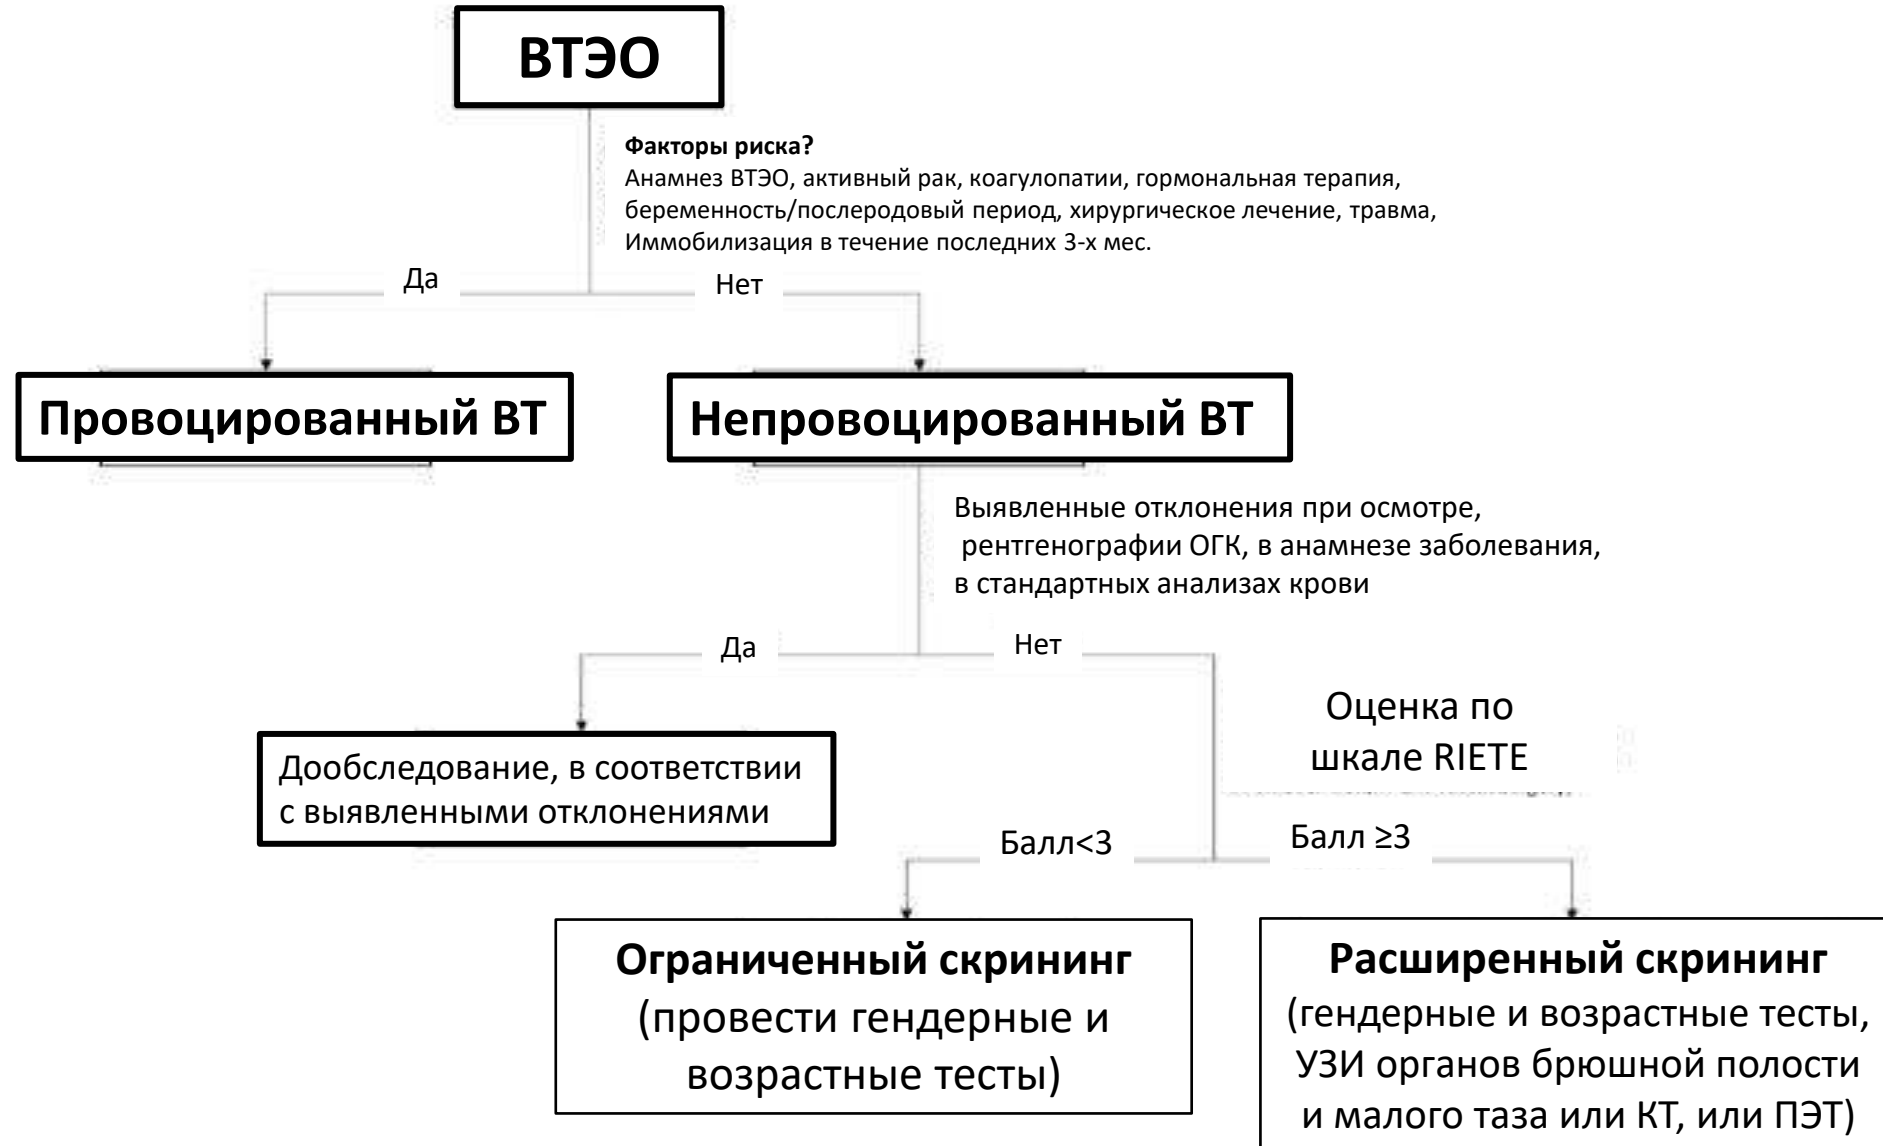 ВТЭО
Факторы риска?
Анамнез ВТЭО, активный рак, коагулопатии, гормональная терапия,
беременность/послеродовый период, хирургическое лечение, травма,
Иммобилизация в течение последних 3-х мес.
Да
Нет
Провоцированный ВТ
Непровоцированный ВТ
Выявленные отклонения при осмотре,
рентгенографии ОГК, в анамнезе заболевания,
в стандартных анализах крови
Да
Нет
Оценка по
шкале RIETE
Дообследование, в соответствии
с выявленными отклонениями
Балл<3
Балл ≥3
Ограниченный скрининг
(провести гендерные и
возрастные тесты)
Расширенный скрининг
(гендерные и возрастные тесты,
УЗИ органов брюшной полости
и малого таза или КТ, или ПЭТ)